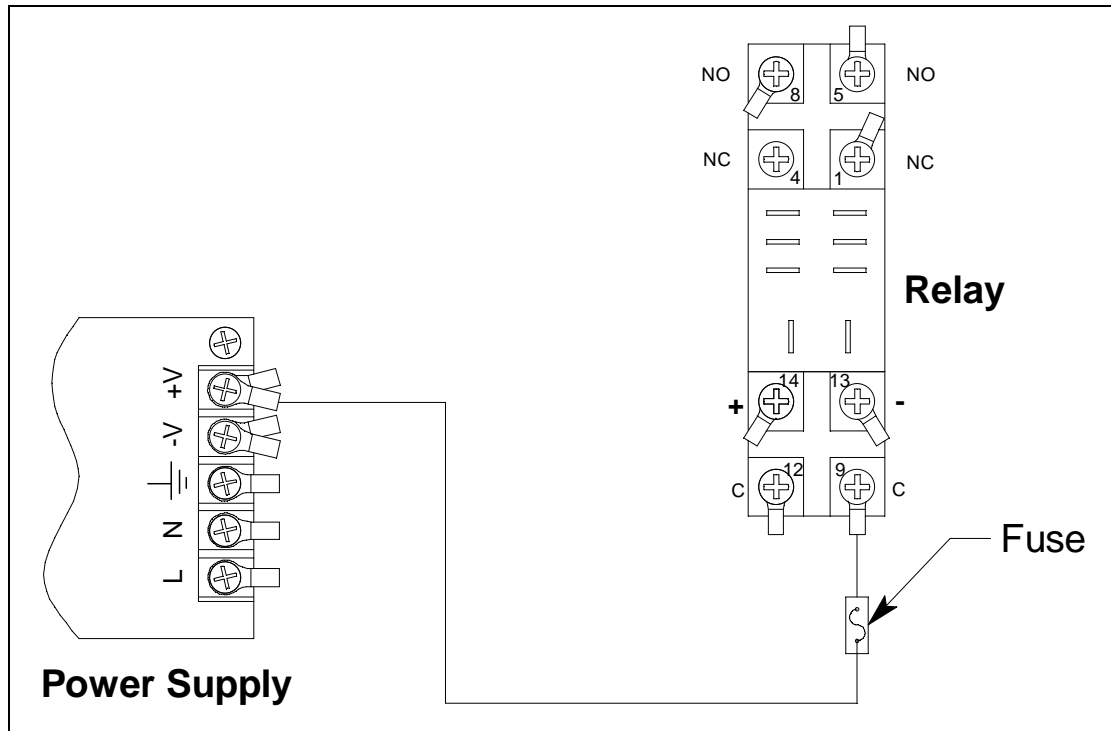 NO NO
8 5
NC NC
4 1
Relay
+V
-V
N
L
14 13
+ -
12 9
C C
Fuse
Power Supply